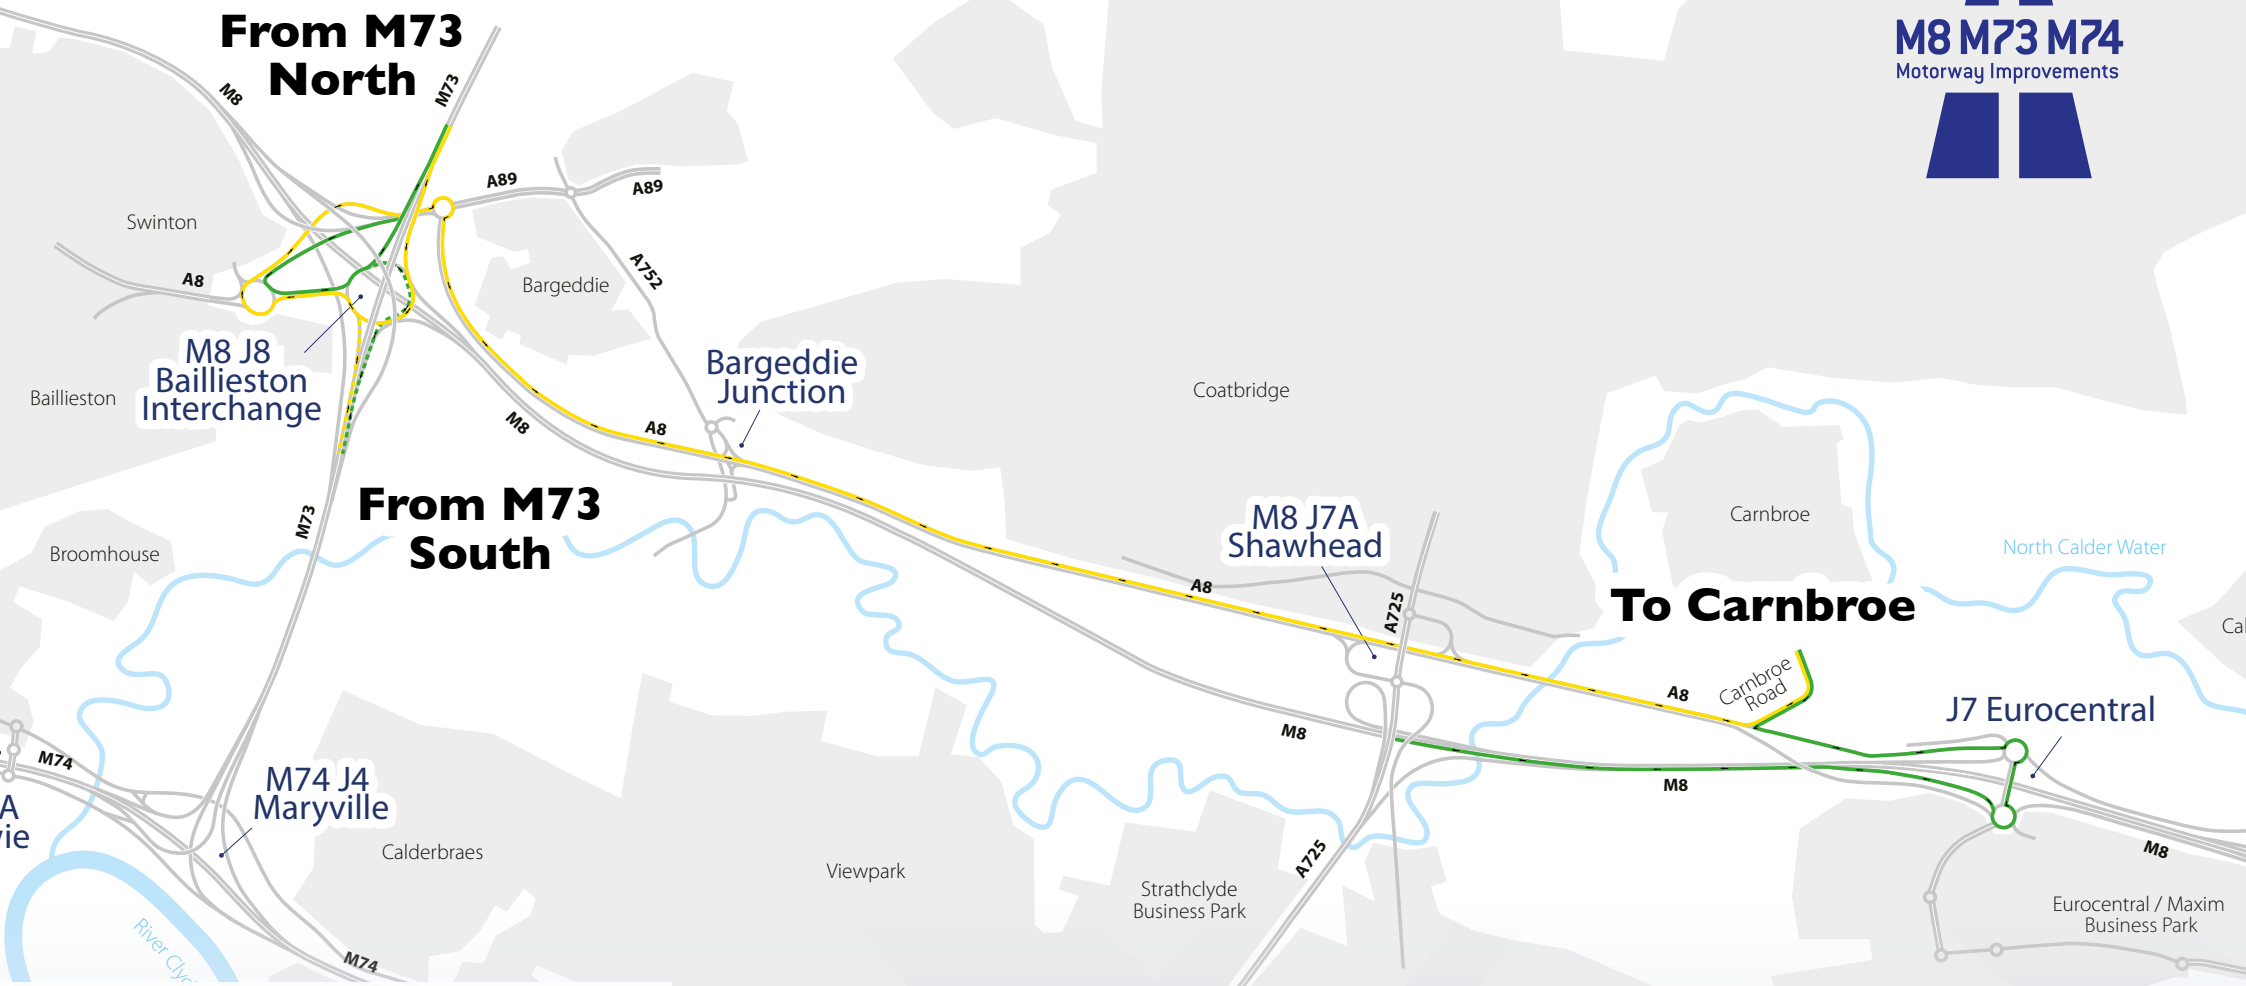 From M73
North
M8 M73 M74
Motorway Improvements
M8
M73
A89
A89
Swinton
A8
A752
Bargeddie
M8 J8
Baillieston
Interchange
Bargeddie
Junction
Baillieston
Coatbridge
M8
A8
From M73
South
M73
M8 J7A
Shawhead
Carnbroe
North Calder Water
Broomhouse
A8
A725
To Carnbroe
Cal
Carnbroe
Road
A8
J7 Eurocentral
M8
M74
M74 J4
Maryville
M8
A
vie
Calderbraes
Viewpark
A725
M8
Strathclyde
Business Park
Eurocentral / Maxim
Business Park
River Clyd
M74